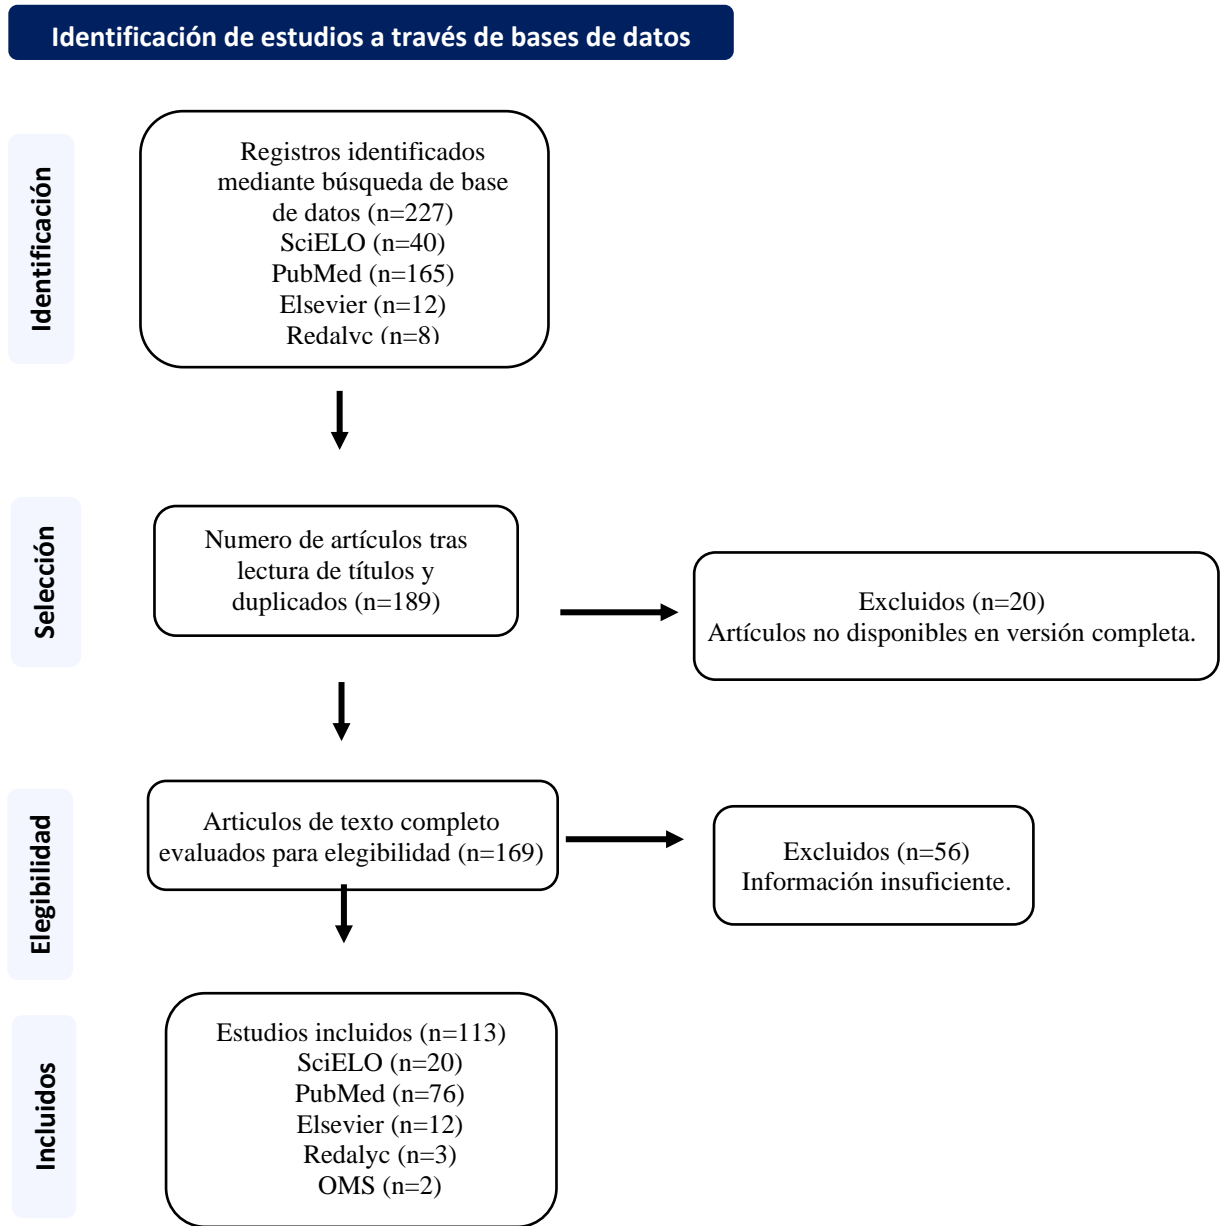 Identificación de estudios a través de bases de datos
Identificación
Registros identificados
mediante búsqueda de base
de datos (n=227)
SciELO (n=40)
PubMed (n=165)
Elsevier (n=12)
Redalyc (n=8)
Selección
Numero de artículos tras
lectura de títulos y
duplicados (n=189)
Excluidos (n=20)
Artículos no disponibles en versión completa.
Elegibilidad
Articulos de texto completo
evaluados para elegibilidad (n=169)
Excluidos (n=56)
Información insuficiente.
Incluidos
Estudios incluidos (n=113)
SciELO (n=20)
PubMed (n=76)
Elsevier (n=12)
Redalyc (n=3)
OMS (n=2)